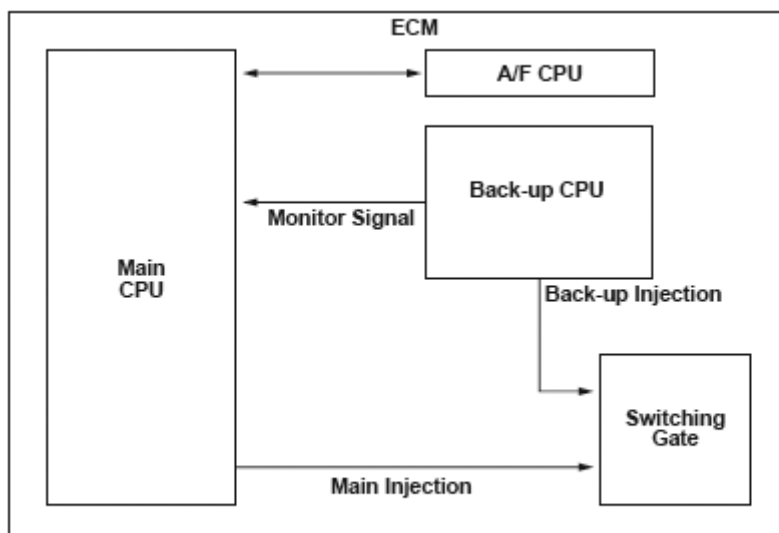 ECM
A/F CPU
Back-up CPU
Monitor Signal
Main
CPU
Back-up Injection
Switching
Gate
Main Injection